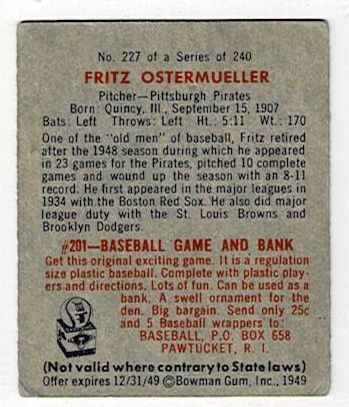 No. 227 of a Series of 240
FRITZ OSTERMUELLER
Pitcher—Pittsburgh Pirates
Born: Quincy, Ill., September 15, 1907
Bats: Left Throws: Left Ht.: 5:11 Wt.: 170
One of the "old men" of baseball, Fritz retired
after the 1948 season during which he appeared
in 23 games for the Pirates, pitched 10 complete
games and wound up the season with an 8-11
record. He first appeared in the major leagues in
1934 with the Boston Red Sox. He also did major
league duty with the St. Louis Browns and
Brooklyn Dodgers.
#201—BASEBALL GAME AND BANK
Get this original exciting game. It is a regulation
size plastic baseball. Complete with plastic play-
ers and directions. Lots of fun. Can be used as
a bank. A swell ornament for the
den. Big bargain. Send only 25c
and 5 Baseball wrappers to:
BASEBALL, P.O. BOX 658
PAWTUCKET, R. I.
(Not valid where contrary to State laws)
Offer expires 12/31/49 ©Bowman Gum, Inc., 1949